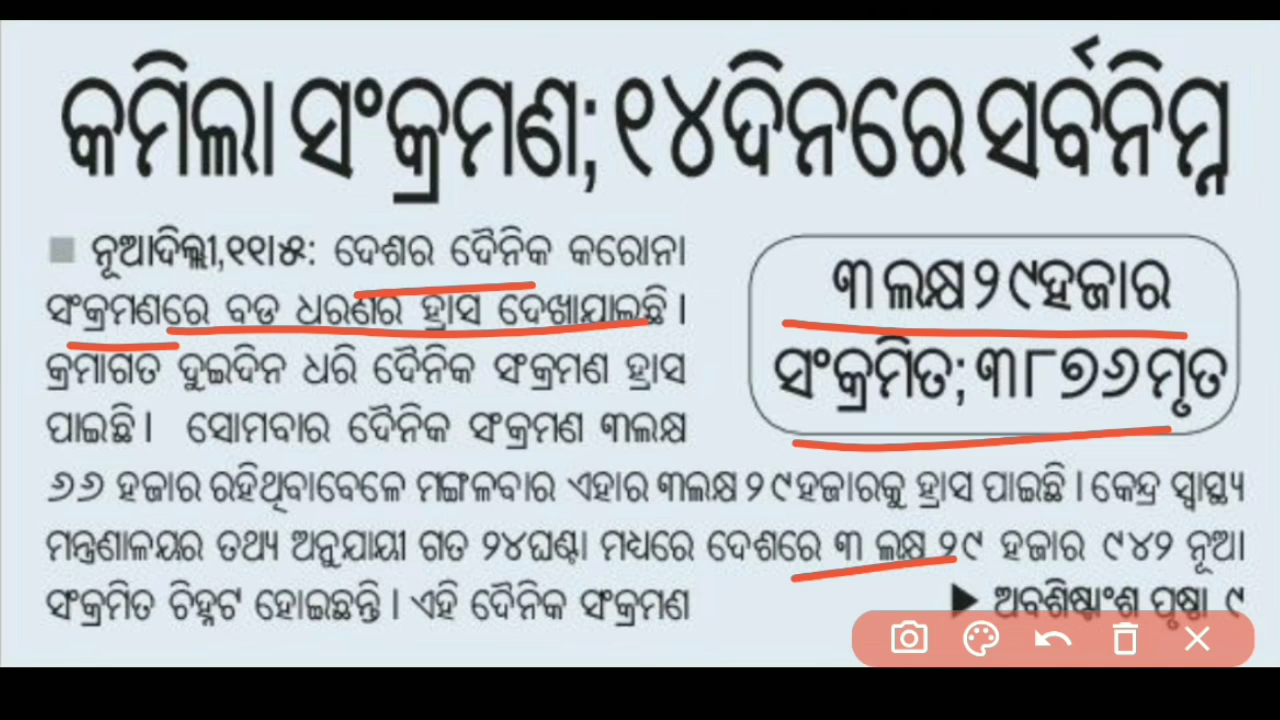 କମିଲା ସଂକ୍ରମଣ; ୧୪ଦିନରେ ସର୍ବନିମ୍ନ
ନୂଆଦିଲ୍ଲୀ,୧୧।୫: ଦେଶର ଦୈନିକ କରୋନା
ସଂକ୍ରମଣରେ ବଡ ଧରଣର ହ୍ରାସ ଦେଖାଯାଇଛି ।
କ୍ରମାଗତ ଦୁଇଦିନ ଧରି ଦୈନିକ ସଂକ୍ରମଣ ହ୍ରାସ
ପାଇଛି । ସୋମବାର ଦୈନିକ ସଂକ୍ରମଣ ୩ଲକ୍ଷ
୩ ଲକ୍ଷ ୨୯ହଜାର
ସଂକ୍ରମିତ; ୩୮୭୬ ମୃତ
୬୬ ହଜାର ରହିଥିବାବେଳେ ମଙ୍ଗଳବାର ଏହାର ୩ଲକ୍ଷ ୨୯ହଜାରକୁ ହ୍ରାସ ପାଇଛି । କେନ୍ଦ୍ର ସ୍ୱାସ୍ଥ୍ୟ
ମନ୍ତ୍ରଣାଳୟର ତଥ୍ୟ ଅନୁଯାୟୀ ଗତ ୨୪ଘଣ୍ଟା ମଧ୍ୟରେ ଦେଶରେ ୩ ଲକ୍ଷ ୨୯ ହଜାର ୯୪୨ ନୂଆ
ସଂକ୍ରମିତ ଚିହ୍ନଟ ହୋଇଛନ୍ତି । ଏହି ଦୈନିକ ସଂକ୍ରମଣ
▶ ଅବଶିଷ୍ଟାଂଶ ପୃଷ୍ଠା ୯